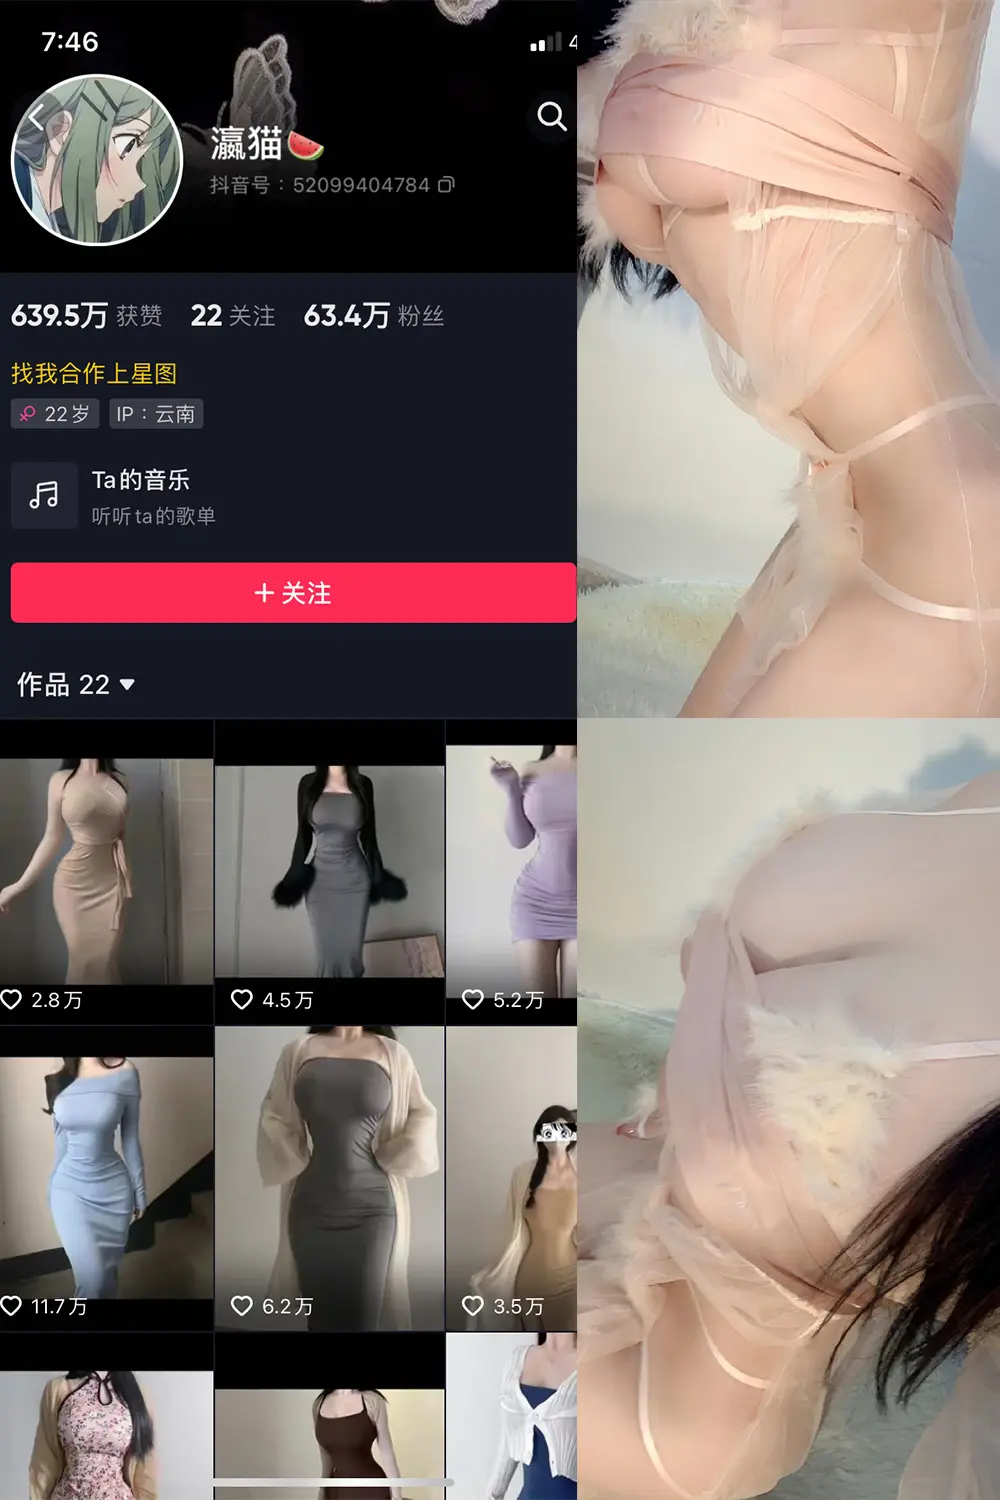 7:46
4
瀛猫🍉
抖音号：52099404784
639.5万 获赞 22 关注 63.4万 粉丝
找我合作上星图
22岁 IP：云南
Ta的音乐
听听ta的歌单
+ 关注
作品 22
2.8万 4.5万 5.2万
11.7万 6.2万 3.5万